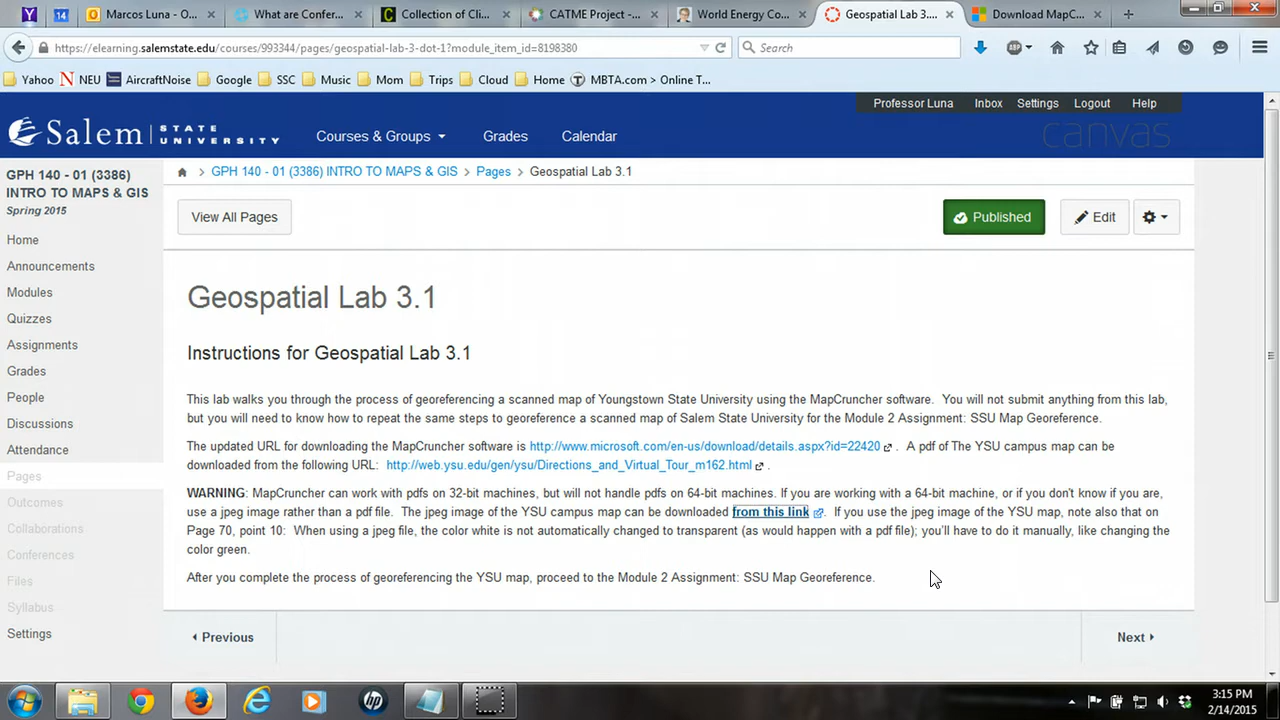 Marcos Luna - O...
What are Confer...
Collection of Cli...
CATME Project -...
World Energy Co...
Geospatial Lab 3....
Download MapC...
14
https://elearning.salemstate.edu/courses/993344/pages/geospatial-lab-3-dot-1?module_item_id=8198380
Search
ABP
Yahoo
NEU
AircraftNoise
Google
SSC
Music
Mom
Trips
Cloud
Home
MBTA.com > Online T...
Professor Luna
Inbox
Settings
Logout
Help
Salem STATE
UNIVERSITY
Courses & Groups
Grades
Calendar
canvas
GPH 140 - 01 (3386)
INTRO TO MAPS & GIS
Spring 2015
Home
Announcements
Modules
Quizzes
Assignments
Grades
People
Discussions
Attendance
Pages
Outcomes
Collaborations
Conferences
Files
Syllabus
Settings
GPH 140 - 01 (3386) INTRO TO MAPS & GIS > Pages > Geospatial Lab 3.1
View All Pages
Published
Edit
Geospatial Lab 3.1
Instructions for Geospatial Lab 3.1
This lab walks you through the process of georeferencing a scanned map of Youngstown State University using the MapCruncher software. You will not submit anything from this lab,
but you will need to know how to repeat the same steps to georeference a scanned map of Salem State University for the Module 2 Assignment: SSU Map Georeference.
The updated URL for downloading the MapCruncher software is http://www.microsoft.com/en-us/download/details.aspx?id=22420 . A pdf of The YSU campus map can be
downloaded from the following URL: http://web.ysu.edu/gen/ysu/Directions_and_Virtual_Tour_m162.html .
WARNING: MapCruncher can work with pdfs on 32-bit machines, but will not handle pdfs on 64-bit machines. If you are working with a 64-bit machine, or if you don't know if you are,
use a jpeg image rather than a pdf file. The jpeg image of the YSU campus map can be downloaded from this link . If you use the jpeg image of the YSU map, note also that on
Page 70, point 10: When using a jpeg file, the color white is not automatically changed to transparent (as would happen with a pdf file); you'll have to do it manually, like changing the
color green.
After you complete the process of georeferencing the YSU map, proceed to the Module 2 Assignment: SSU Map Georeference.
Previous
Next
hp
3:15 PM
2/14/2015